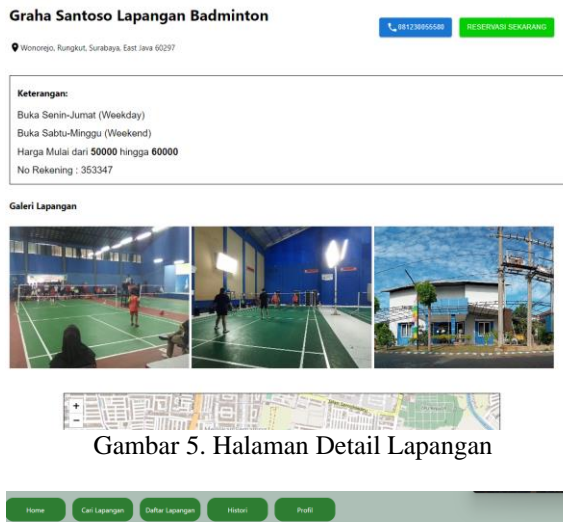 Graha Santoso Lapangan Badminton
081230055580 RESERVASI SEKARANG
Wonorejo, Rungkut, Surabaya, East Java 60297
Keterangan:
Buka Senin-Jumat (Weekday)
Buka Sabtu-Minggu (Weekend)
Harga Mulai dari 50000 hingga 60000
No Rekening : 353347
Galeri Lapangan
+
−
Gambar 5. Halaman Detail Lapangan
Home Cari Lapangan Daftar Lapangan Histori Profil